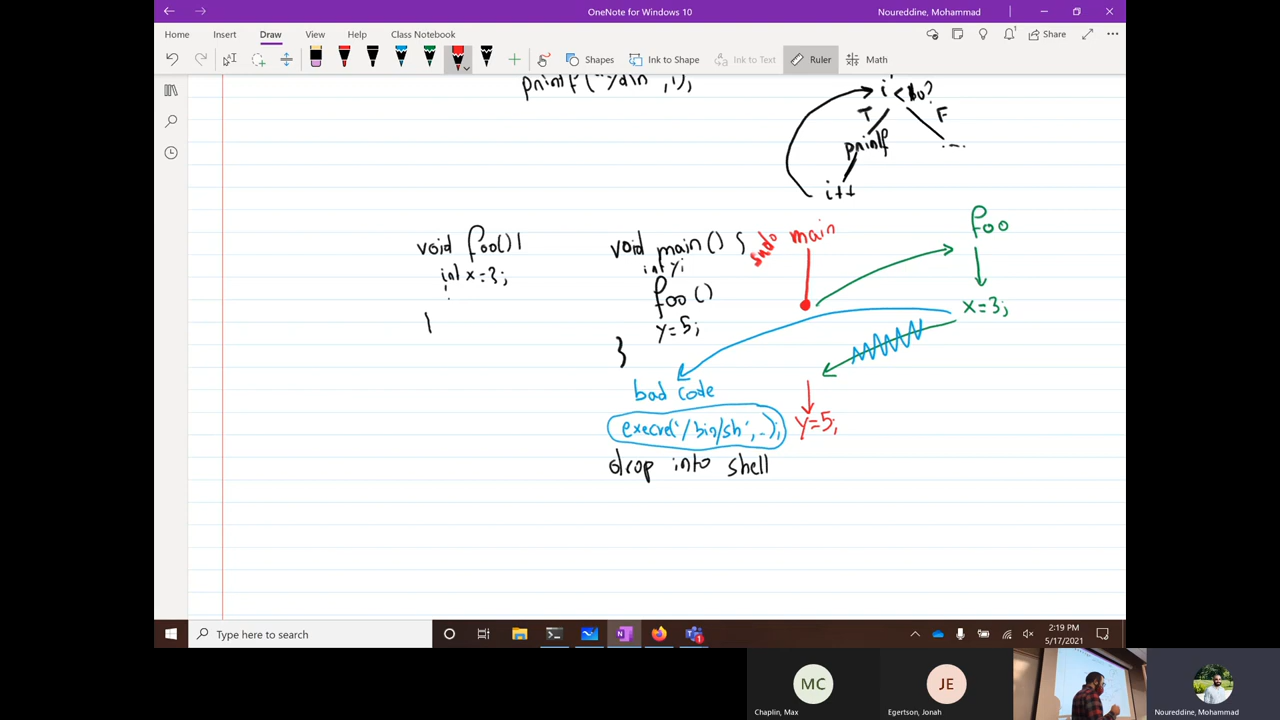 OneNote for Windows 10
Noureddine, Mohammad
Home Insert Draw View Help Class Notebook
Share
Shapes
Ink to Shape
Ink to Text
Ruler
Math
printf("%d\n", i);
i < 10?
T
F
printf
...
i++
void foo() {
int x=3;
}
void main() {
int y;
foo()
y=5;
}
sudo main
foo
x=3;
bad code
execve('/bin/sh', ...);
y=5;
drop into shell
Type here to search
2:19 PM
5/17/2021
MC
Chaplin, Max
JE
Egertson, Jonah
Noureddine, Mohammad